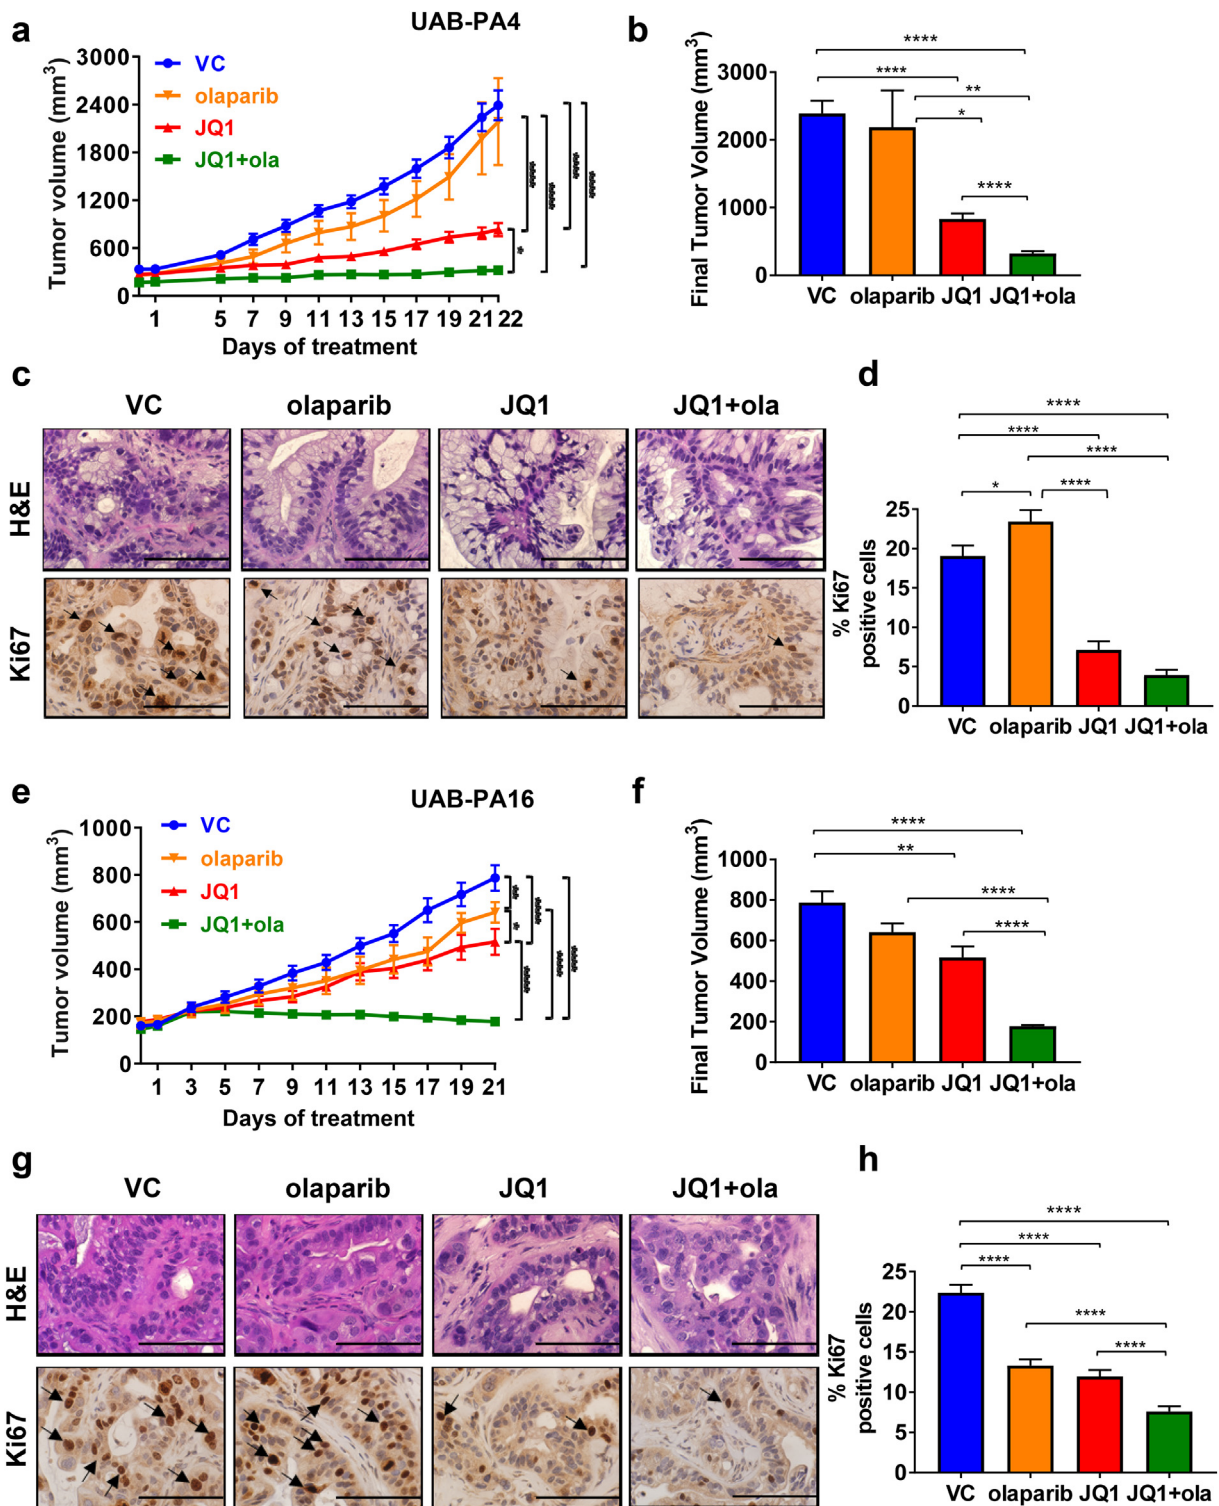 a
UAB-PA4
Tumor volume (mm³)
3000
2400
1800
1200
600
0
VC
olaparib
JQ1
JQ1+ola
1 5 7 9 11 13 15 17 19 21 22
Days of treatment
b
Final Tumor Volume (mm³)
3000
2000
1000
0
****
****
**
*
****
VC olaparib JQ1 JQ1+ola
c
VC olaparib JQ1 JQ1+ola
H&E
Ki67
d
% Ki67
positive cells
25
20
15
10
5
0
****
****
****
* ****
VC olaparib JQ1 JQ1+ola
e
UAB-PA16
Tumor volume (mm³)
1000
800
600
400
200
0
VC
olaparib
JQ1
JQ1+ola
1 3 5 7 9 11 13 15 17 19 21
Days of treatment
f
Final Tumor Volume (mm³)
1000
800
600
400
200
0
****
**
****
****
VC olaparib JQ1 JQ1+ola
g
VC olaparib JQ1 JQ1+ola
H&E
Ki67
h
% Ki67
positive cells
25
20
15
10
5
0
****
****
****
****
****
VC olaparib JQ1 JQ1+ola